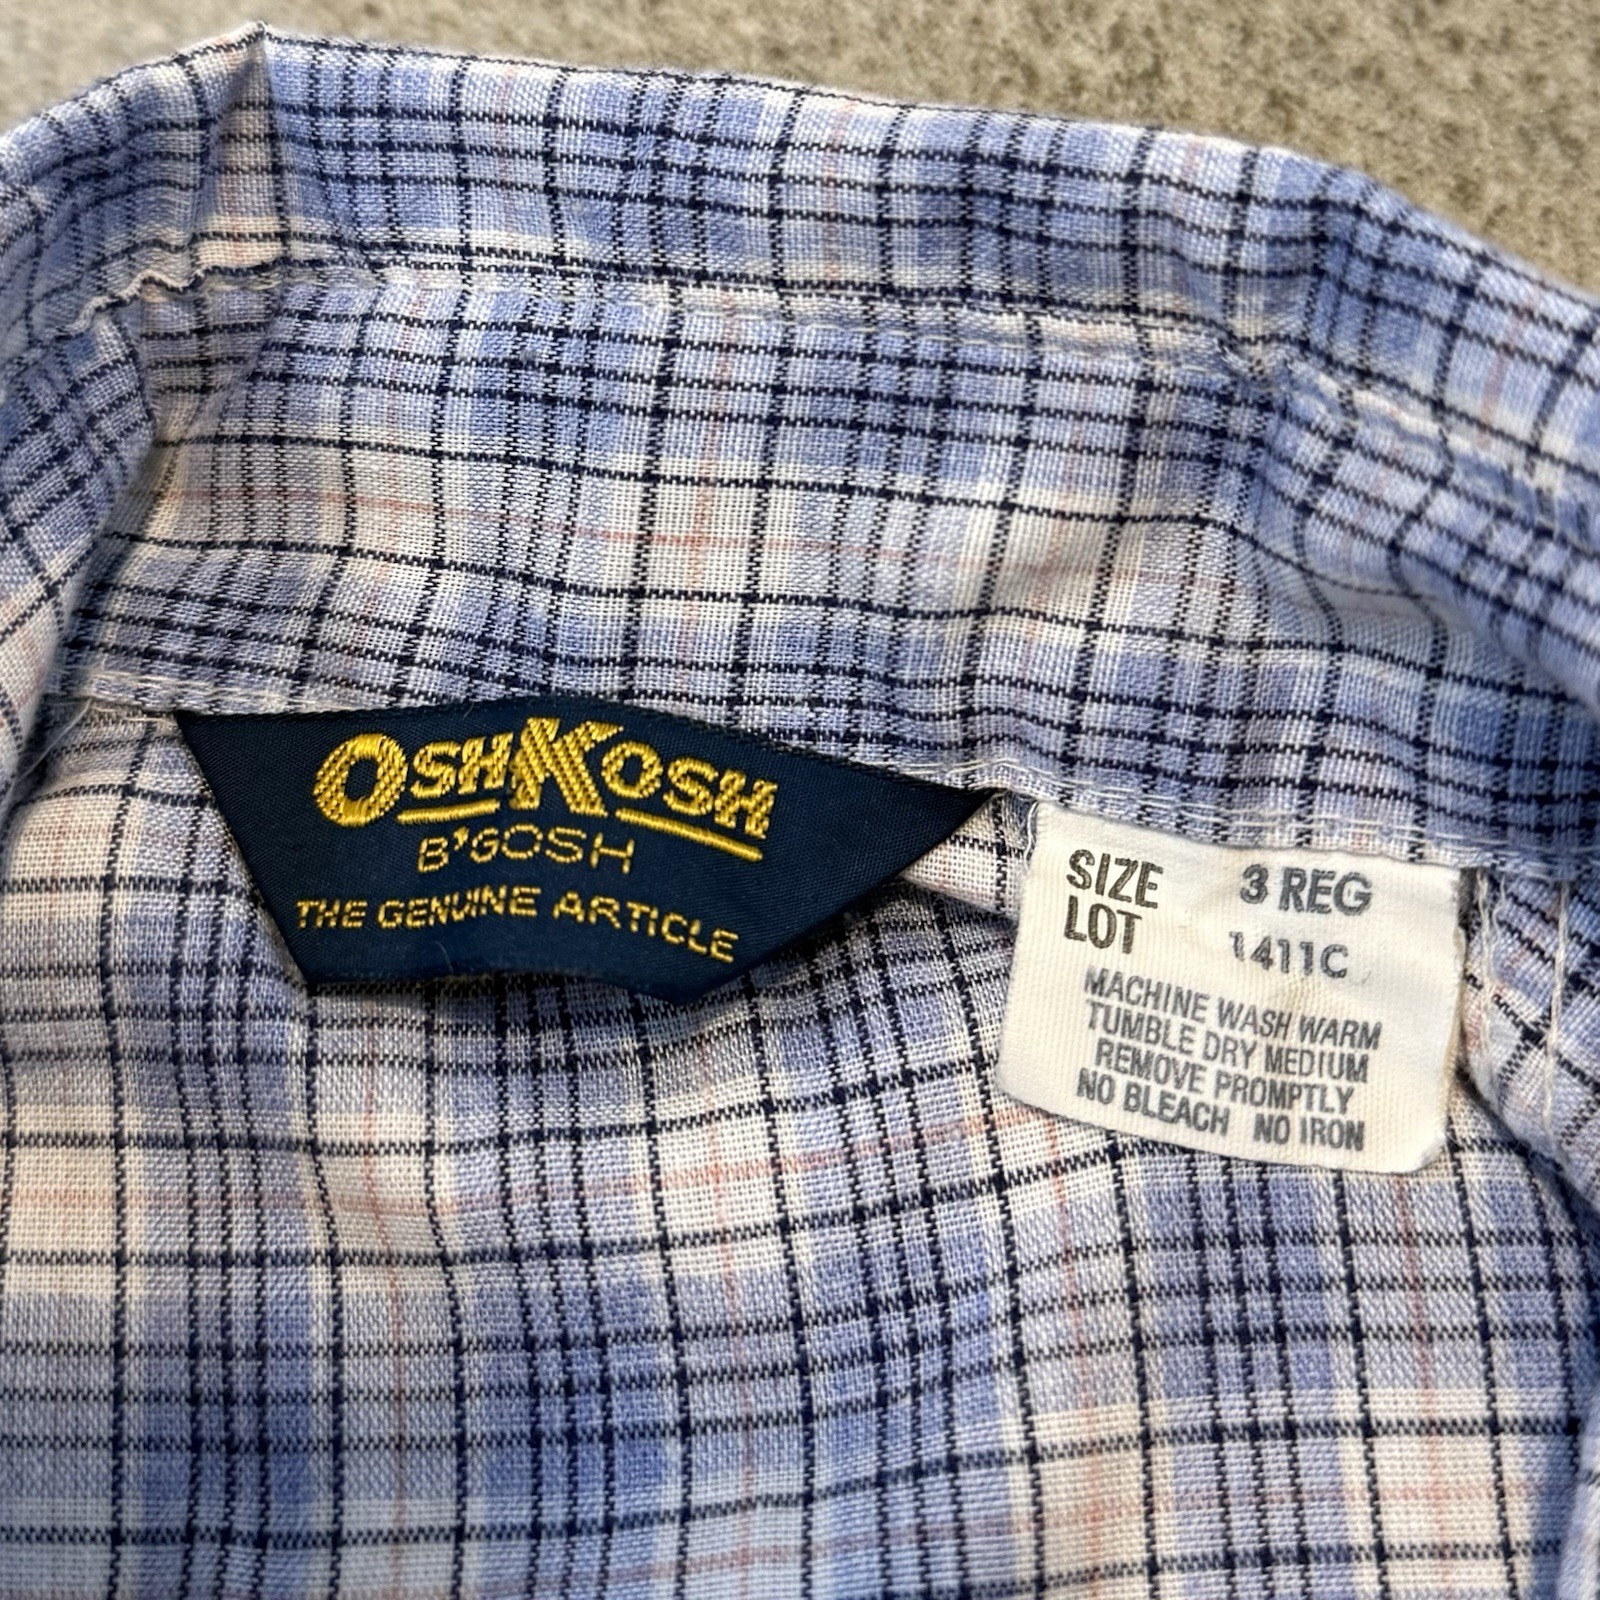 OSHKOSH
B'GOSH
THE GENUINE ARTICLE
SIZE 3 REG
LOT 1411C
MACHINE WASH WARM
TUMBLE DRY MEDIUM
REMOVE PROMPTLY
NO BLEACH NO IRON